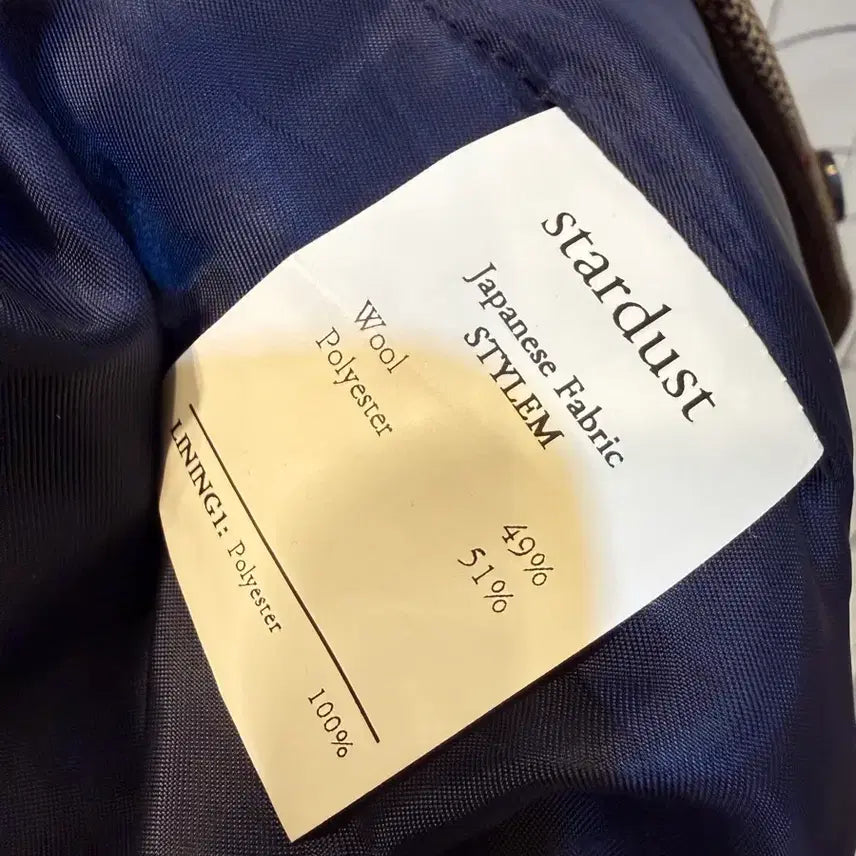 stardust
Japanese Fabric
STYLEM
Wool 49%
Polyester 51%
LINING1: Polyester 100%